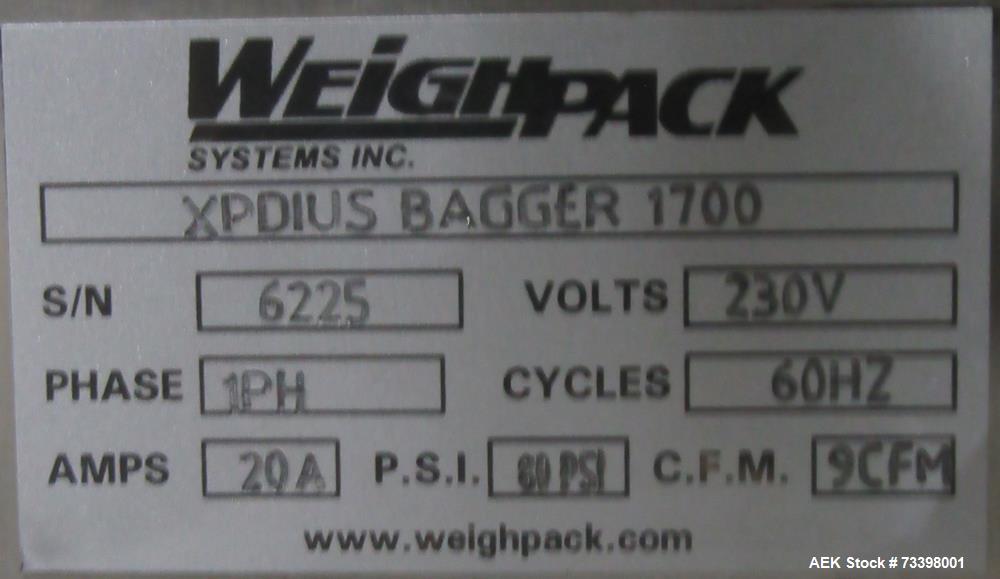 WEIGHPACK
SYSTEMS INC.
XPDIUS BAGGER 1700
S/N 6225 VOLTS 230V
PHASE 1PH CYCLES 60HZ
AMPS 20A P.S.I. 80 PSI C.F.M. 9CFM
www.weighpack.com
AEK Stock # 73398001